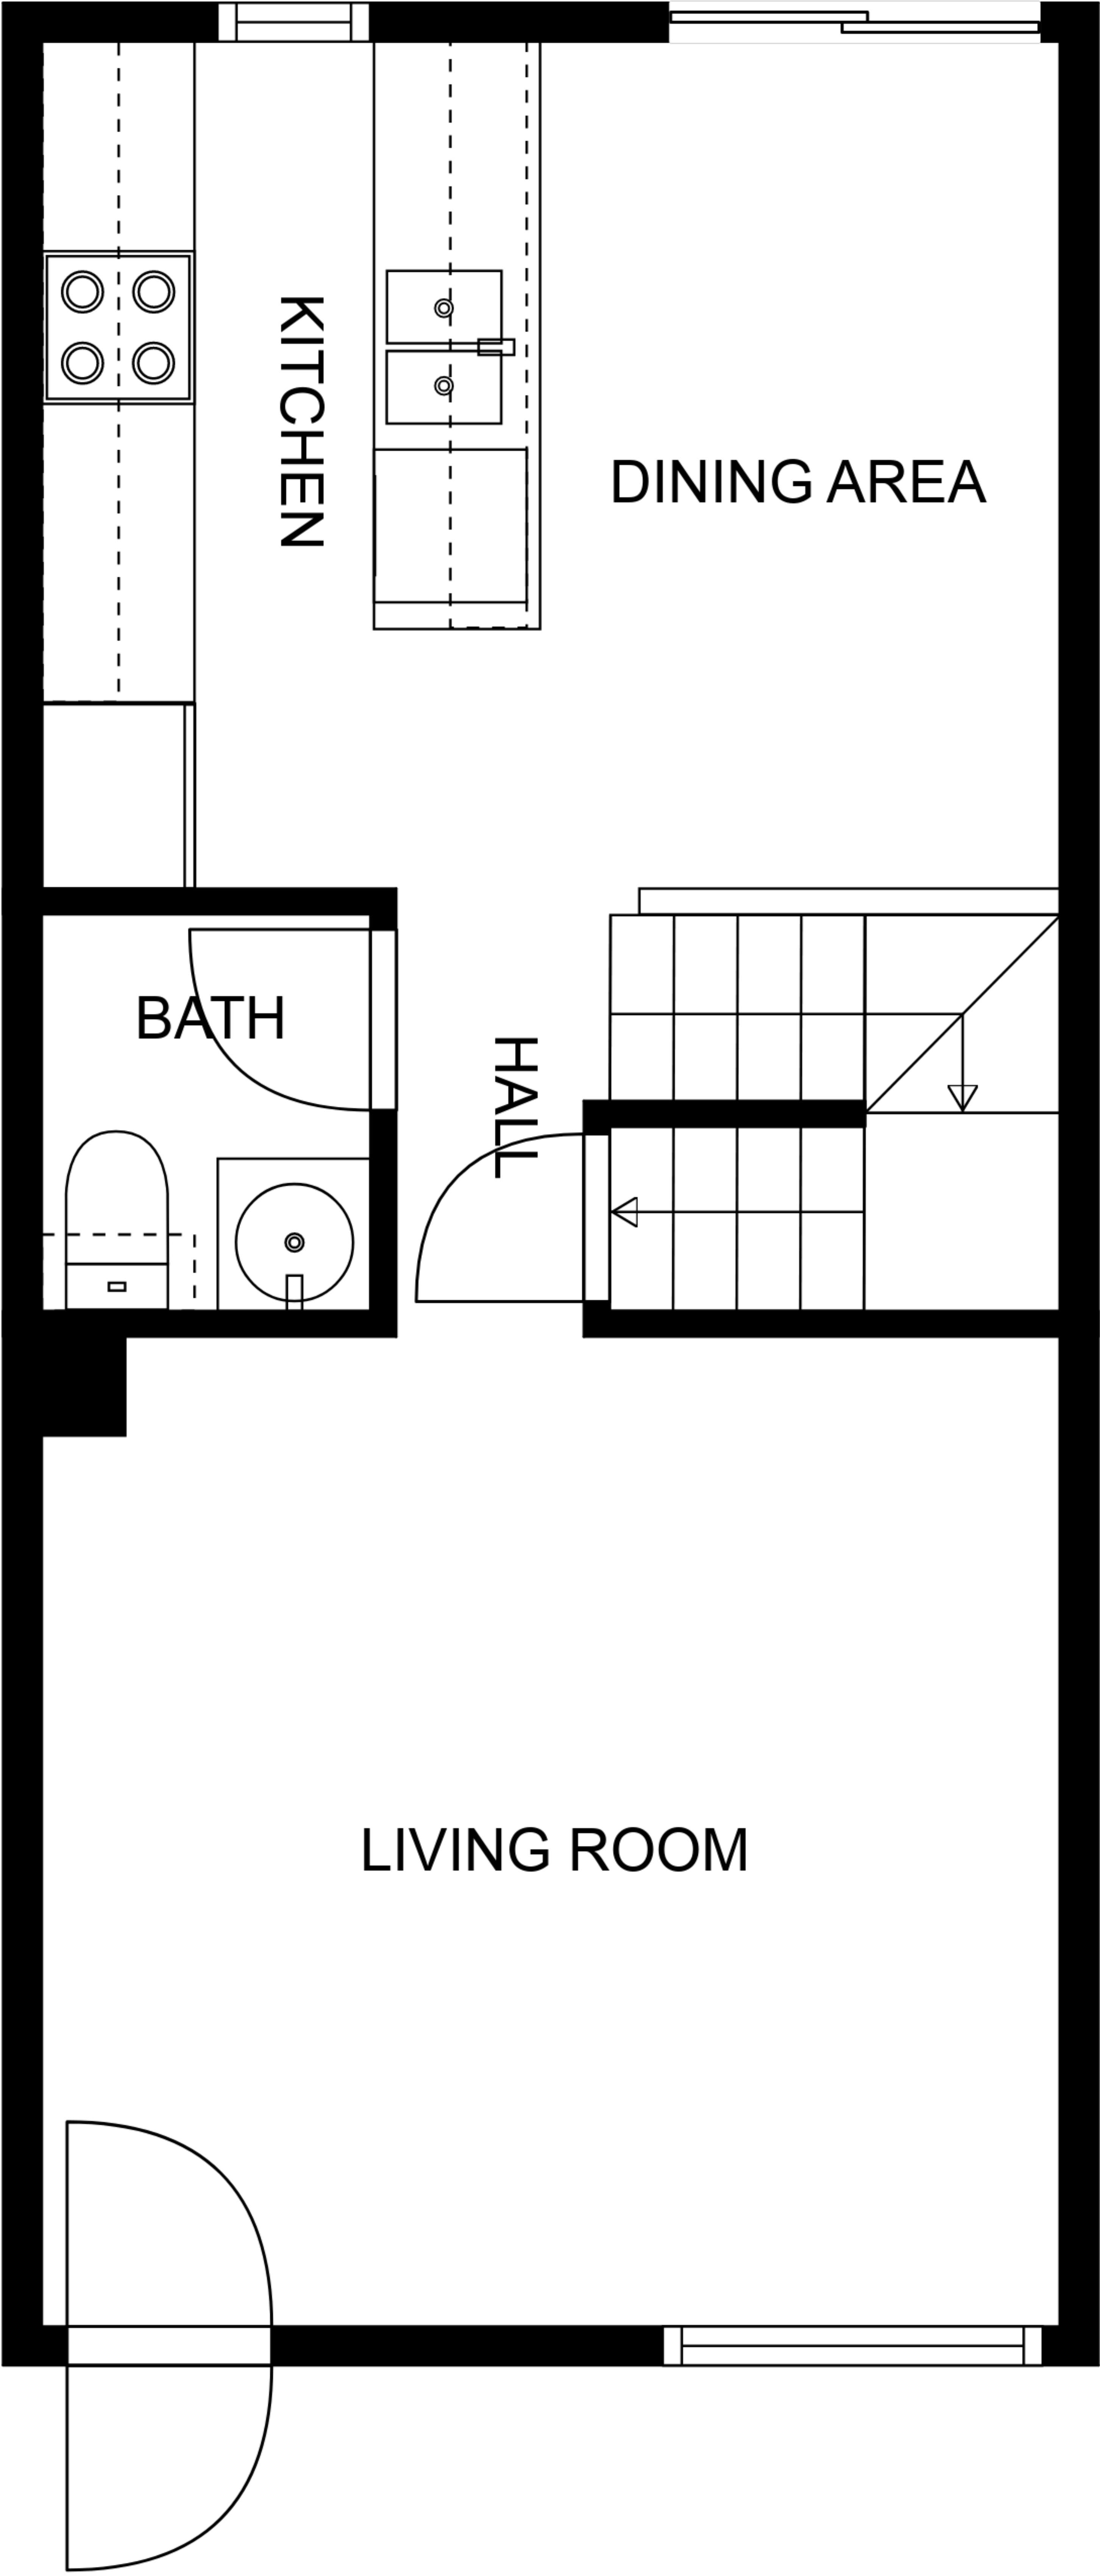 KITCHEN
DINING AREA
BATH
HALL
LIVING ROOM